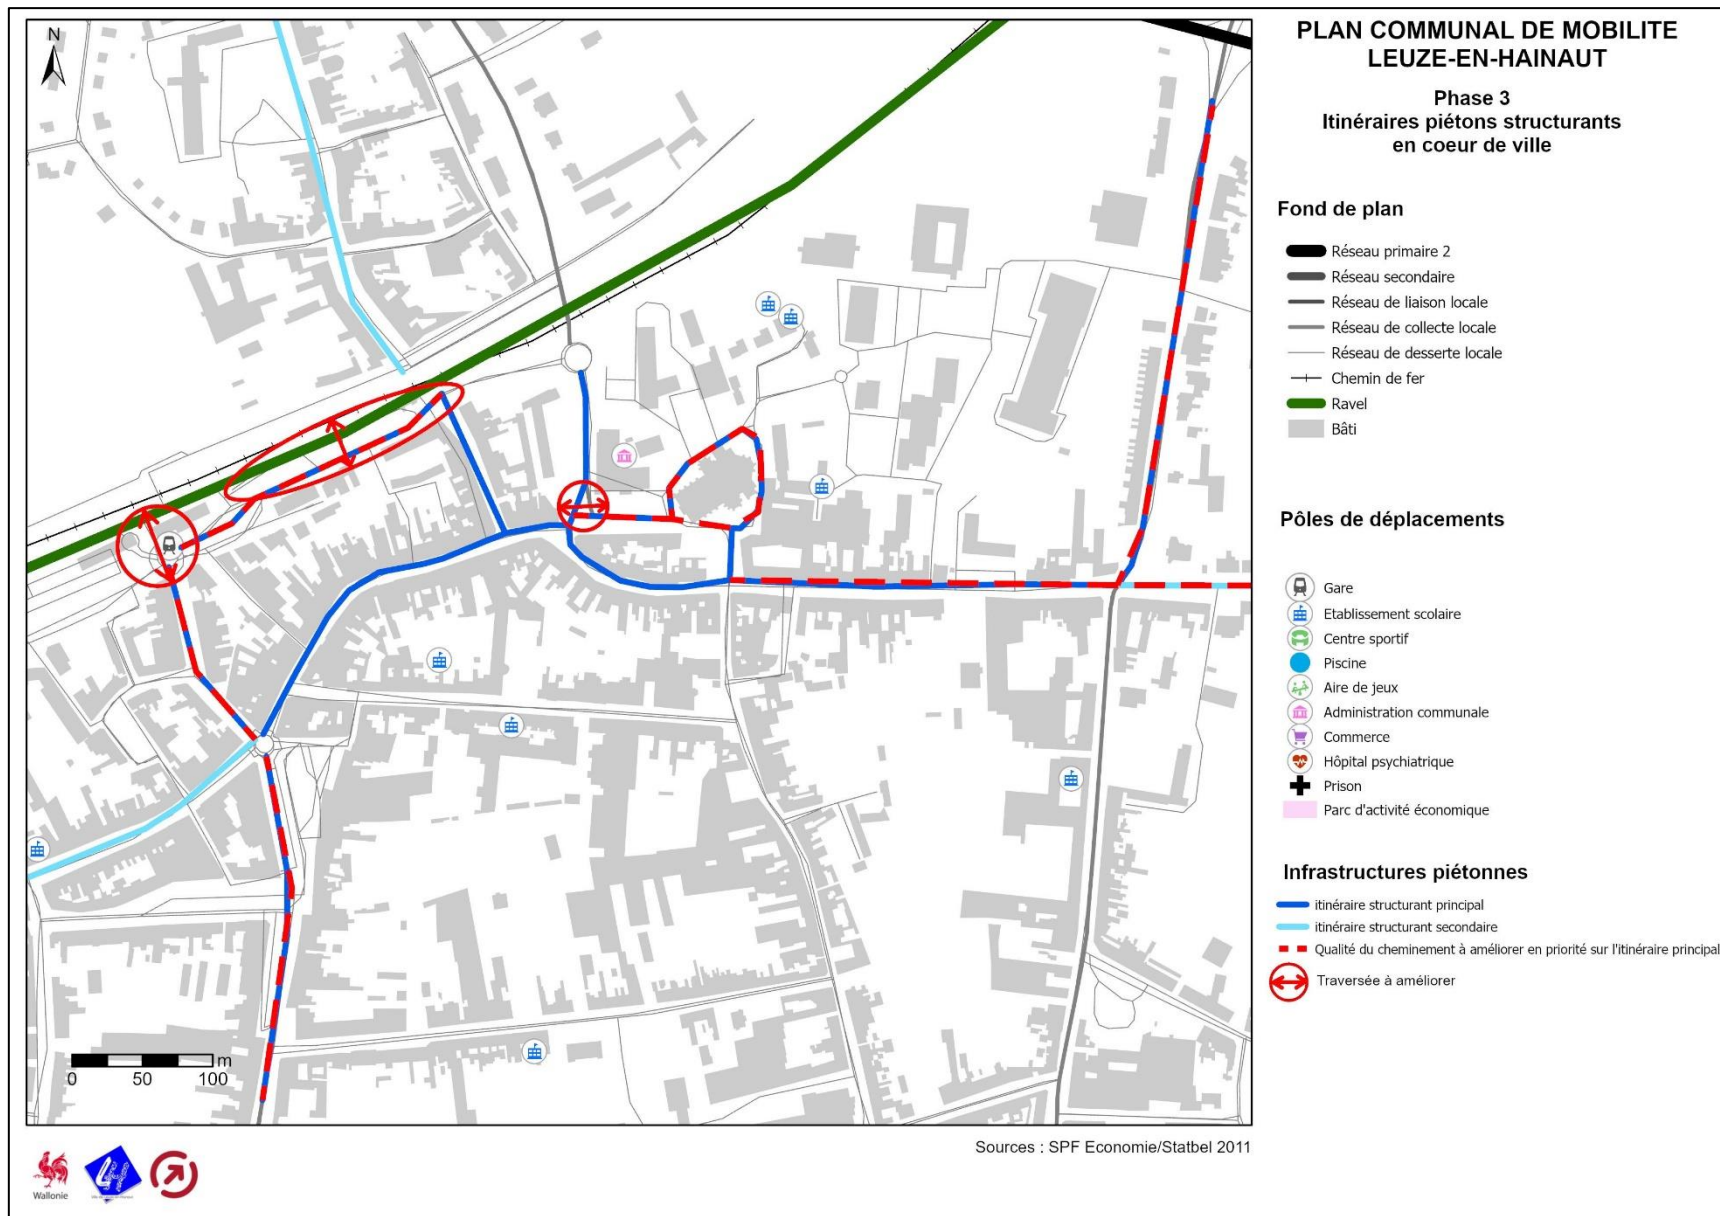 PLAN COMMUNAL DE MOBILITE
LEUZE-EN-HAINAUT
Phase 3
Itinéraires piétons structurants
en coeur de ville
N
Fond de plan
Réseau primaire 2
Réseau secondaire
Réseau de liaison locale
Réseau de collecte locale
Réseau de desserte locale
Chemin de fer
Ravel
Bâti
Pôles de déplacements
Gare
Etablissement scolaire
Centre sportif
Piscine
Aire de jeux
Administration communale
Commerce
Hôpital psychiatrique
Prison
Parc d'activité économique
Infrastructures piétonnes
itinéraire structurant principal
itinéraire structurant secondaire
Qualité du cheminement à améliorer en priorité sur l'itinéraire principal
Traversée à améliorer
m
0 50 100
Sources : SPF Economie/Statbel 2011
Wallonie